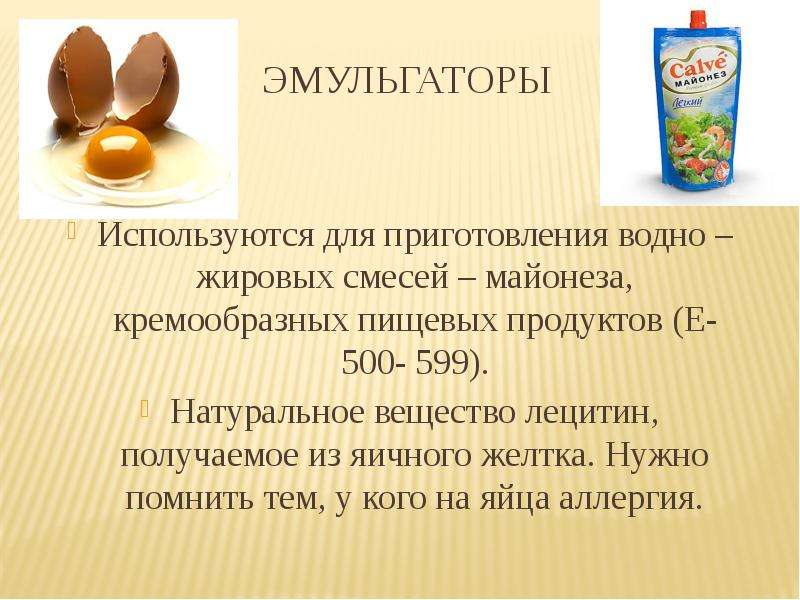 ЭМУЛЬГАТОРЫ
Calvé
МАЙОНЕЗ
Лёгкий
Используются для приготовления водно –
жировых смесей – майонеза,
кремообразных пищевых продуктов (Е-
500- 599).
Натуральное вещество лецитин,
получаемое из яичного желтка. Нужно
помнить тем, у кого на яйца аллергия.